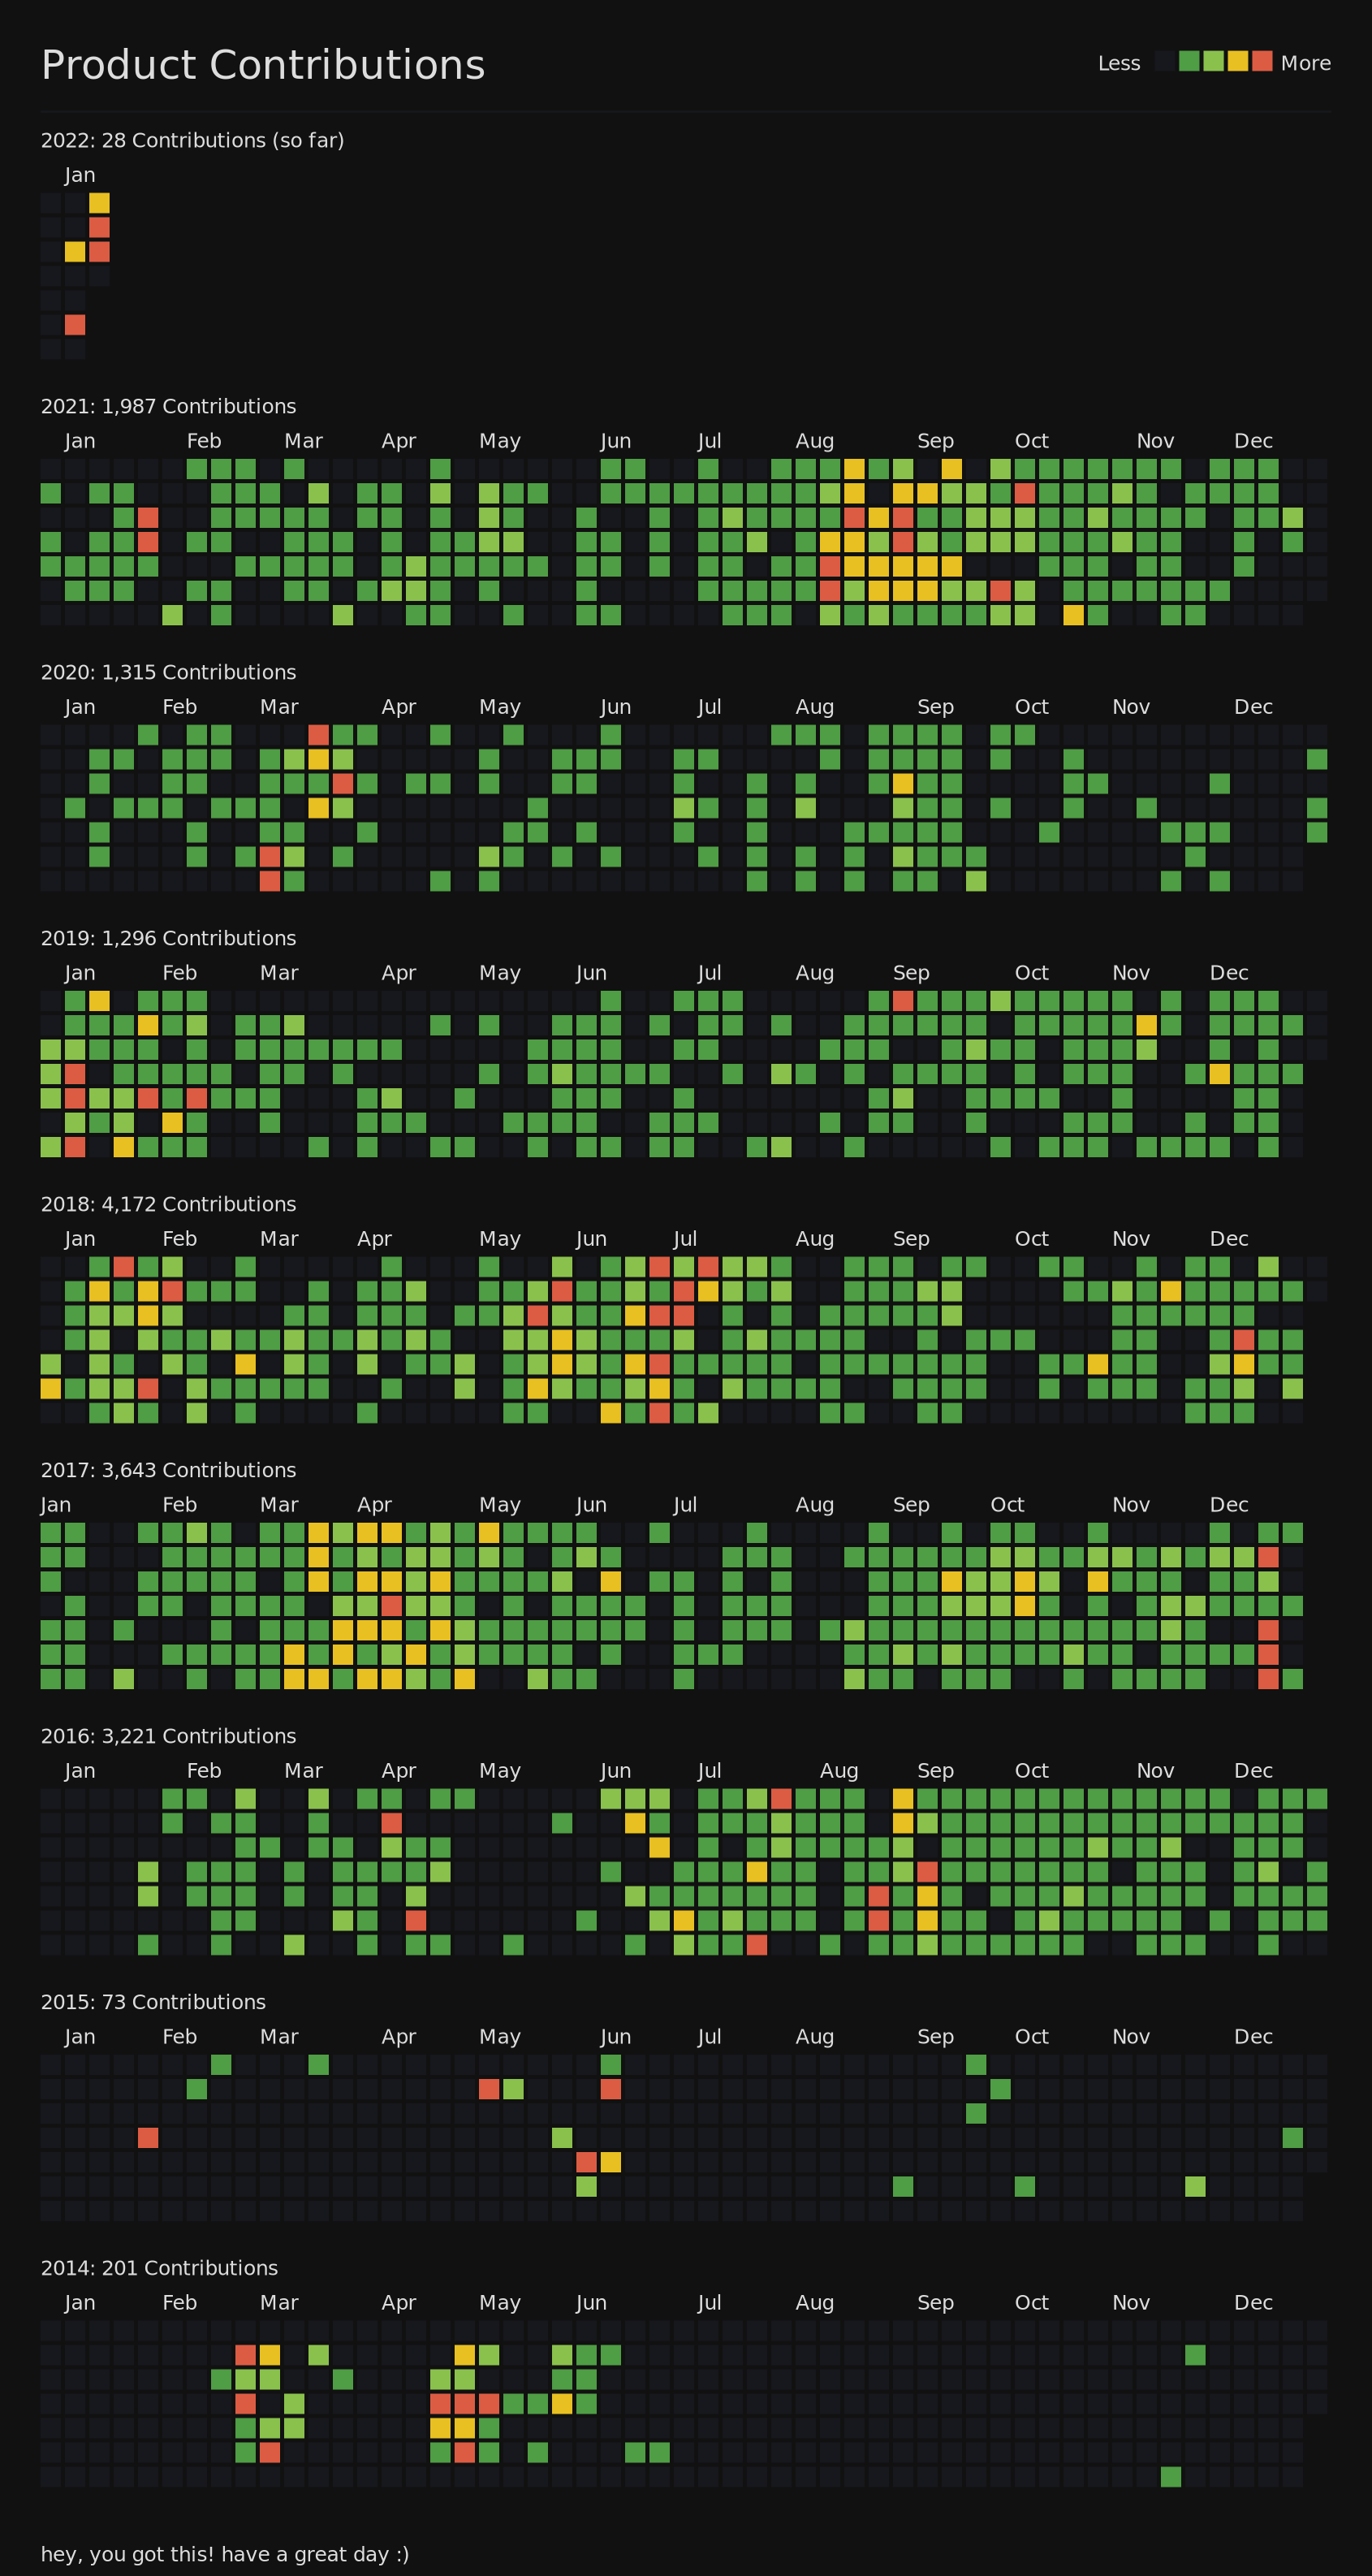 Product Contributions
Less More
2022: 28 Contributions (so far)
Jan
2021: 1,987 Contributions
Jan Feb Mar Apr May Jun Jul Aug Sep Oct Nov Dec
2020: 1,315 Contributions
Jan Feb Mar Apr May Jun Jul Aug Sep Oct Nov Dec
2019: 1,296 Contributions
Jan Feb Mar Apr May Jun Jul Aug Sep Oct Nov Dec
2018: 4,172 Contributions
Jan Feb Mar Apr May Jun Jul Aug Sep Oct Nov Dec
2017: 3,643 Contributions
Jan Feb Mar Apr May Jun Jul Aug Sep Oct Nov Dec
2016: 3,221 Contributions
Jan Feb Mar Apr May Jun Jul Aug Sep Oct Nov Dec
2015: 73 Contributions
Jan Feb Mar Apr May Jun Jul Aug Sep Oct Nov Dec
2014: 201 Contributions
Jan Feb Mar Apr May Jun Jul Aug Sep Oct Nov Dec
hey, you got this! have a great day :)